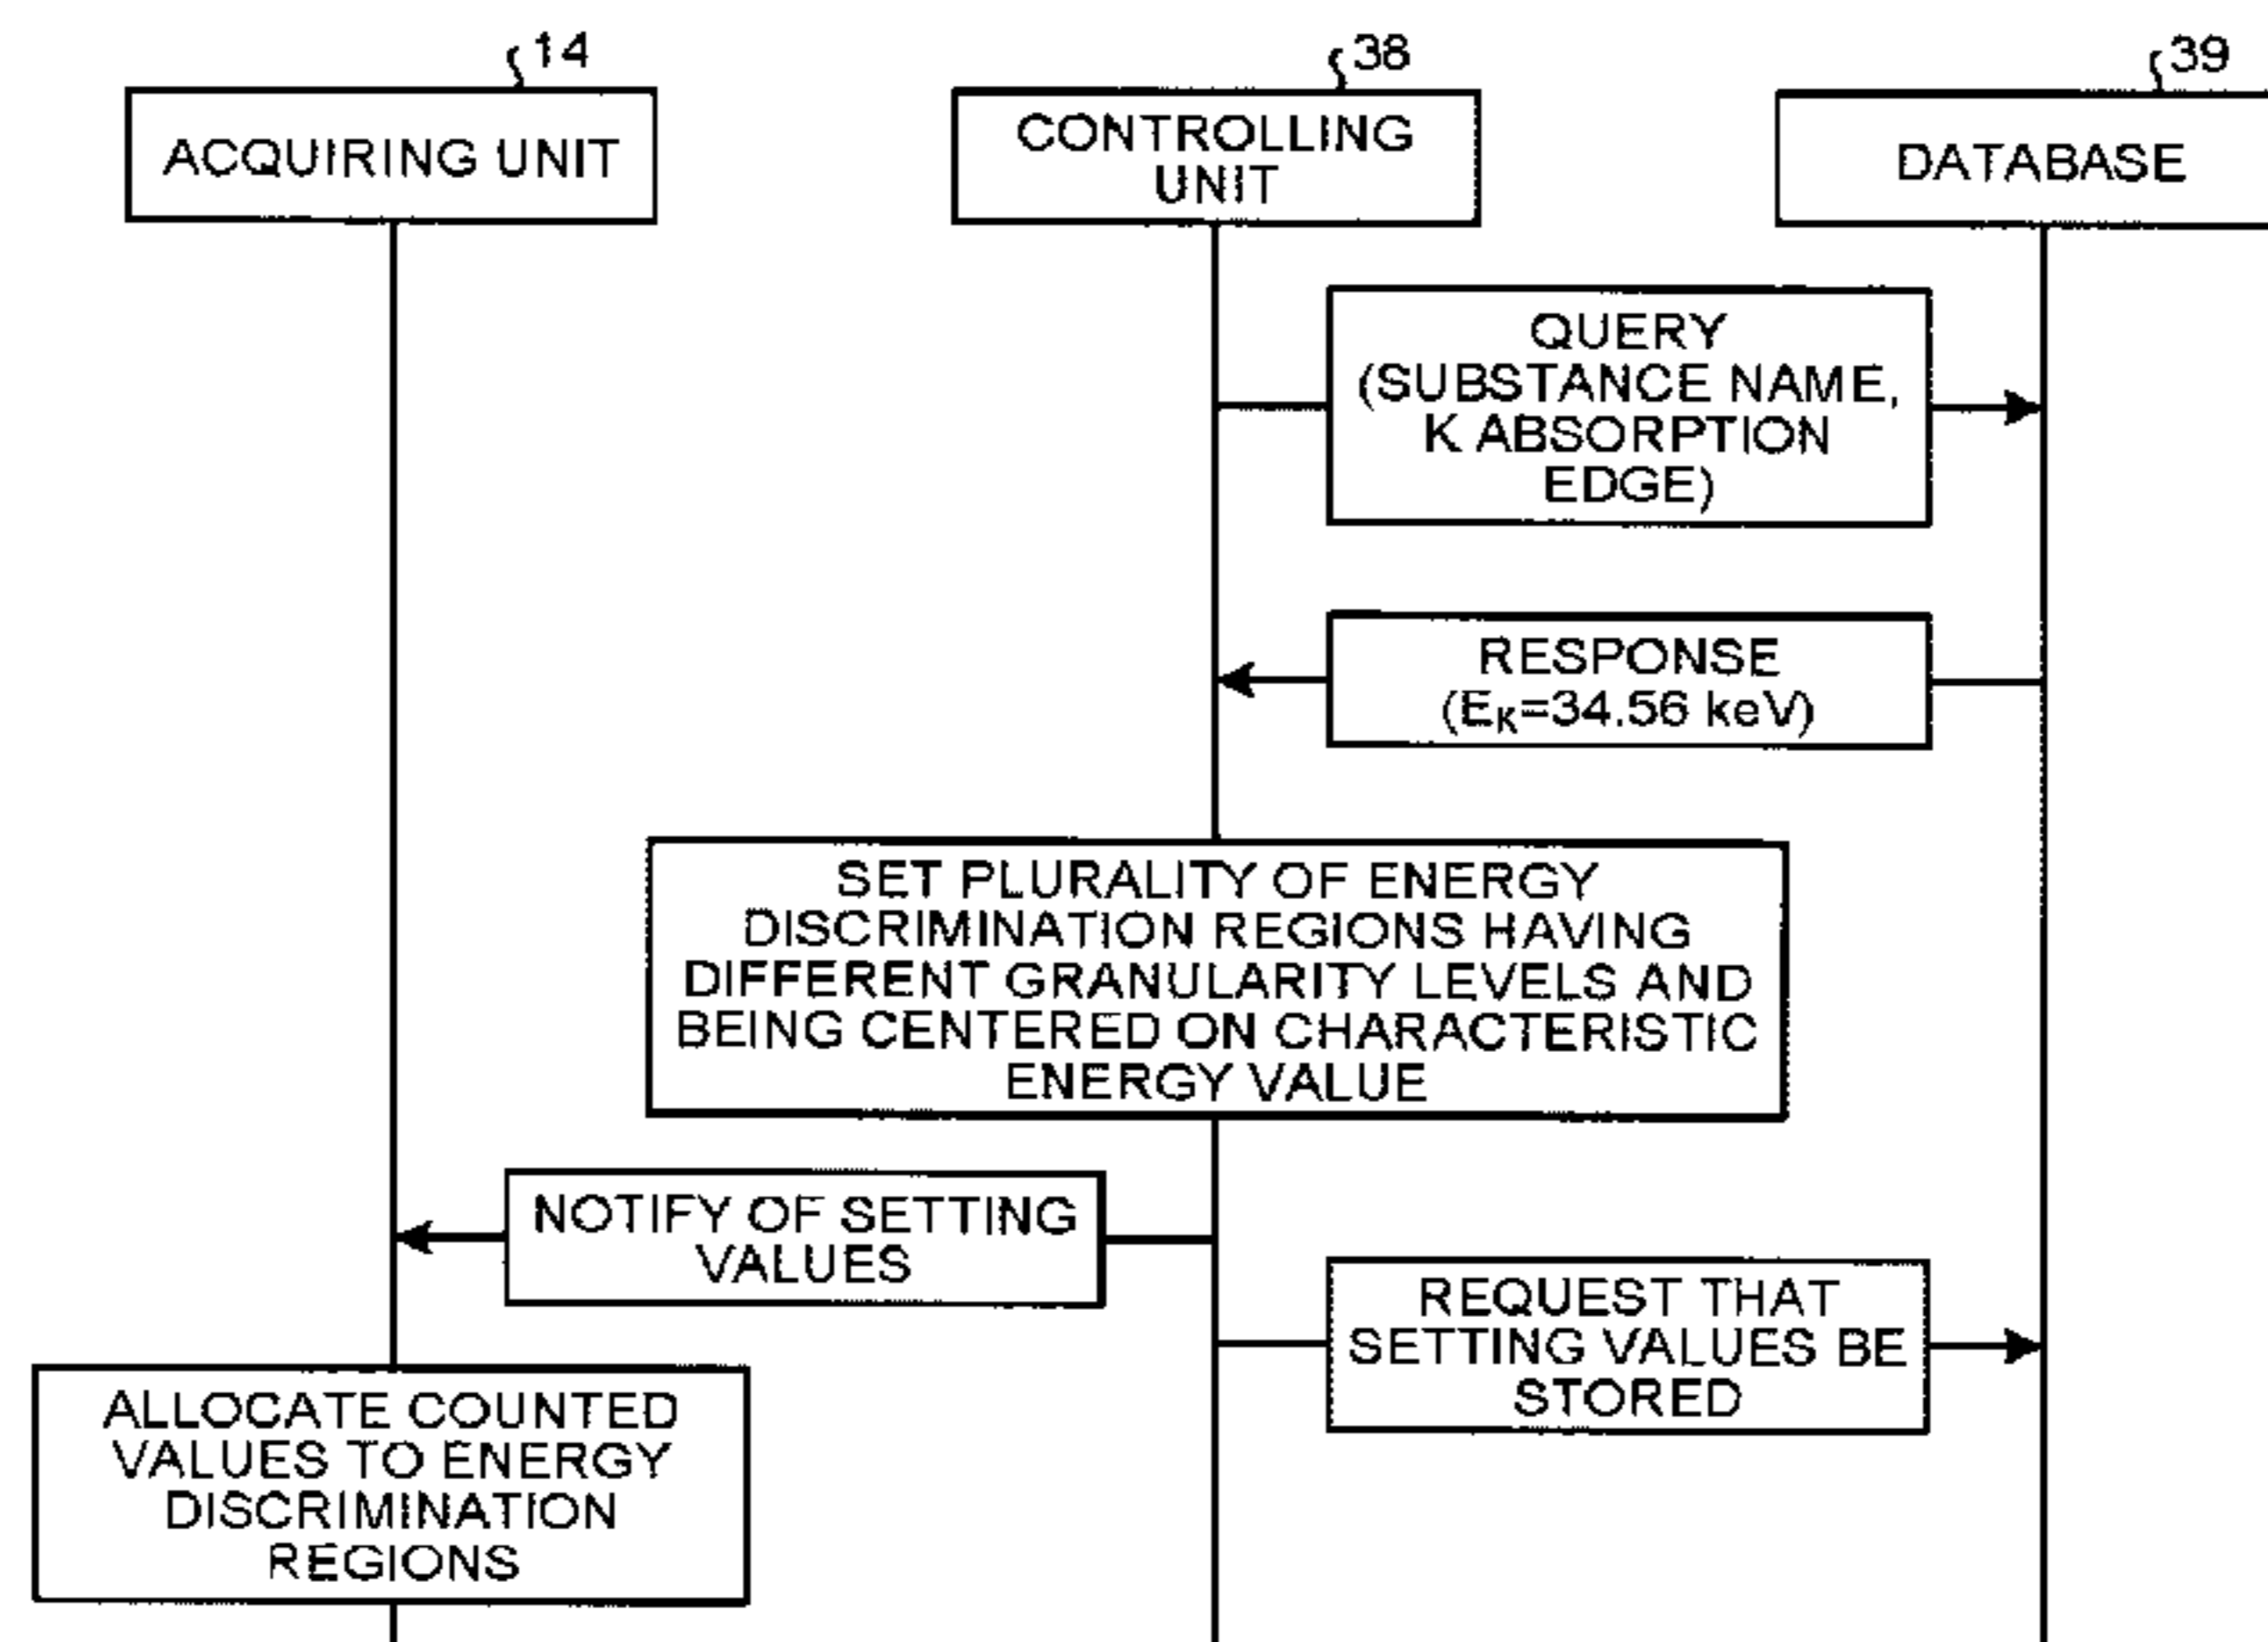 14
38
39
ACQUIRING UNIT
CONTROLLING
UNIT
DATABASE
QUERY
(SUBSTANCE NAME,
K ABSORPTION
EDGE)
RESPONSE
(EK=34.56 keV)
SET PLURALITY OF ENERGY
DISCRIMINATION REGIONS HAVING
DIFFERENT GRANULARITY LEVELS AND
BEING CENTERED ON CHARACTERISTIC
ENERGY VALUE
NOTIFY OF SETTING
VALUES
REQUEST THAT
SETTING VALUES BE
STORED
ALLOCATE COUNTED
VALUES TO ENERGY
DISCRIMINATION
REGIONS